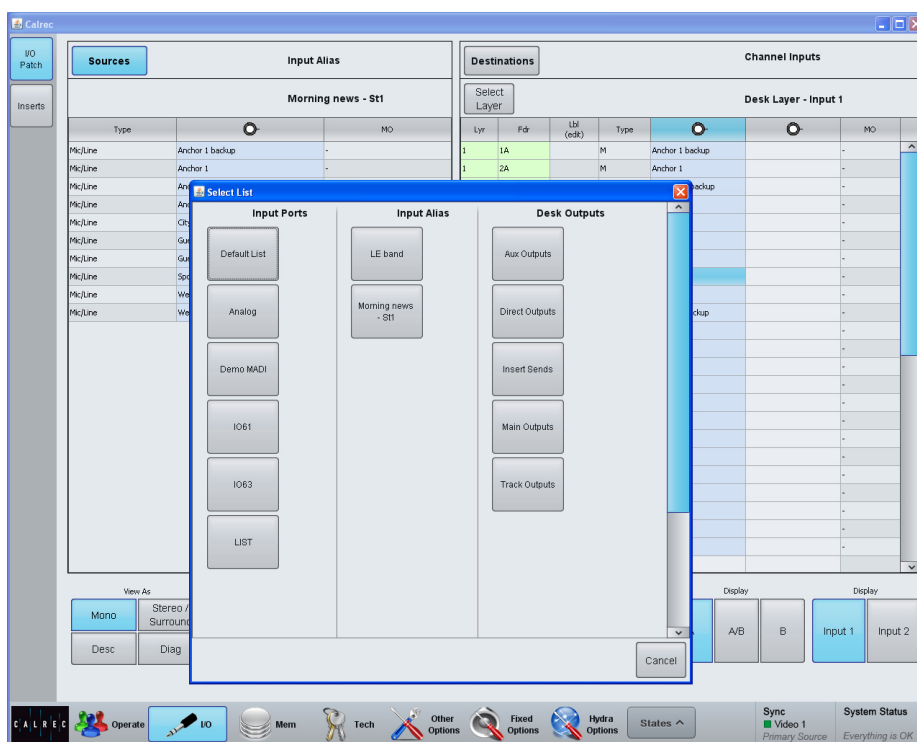 Calrec
I/O
Patch
Inserts
Sources
Input Alias
Morning news - St1
Type
MO
Mic/Line
Anchor 1 backup
-
Mic/Line
Anchor 1
-
Mic/Line
Mic/Line
Mic/Line
Mic/Line
Mic/Line
Mic/Line
Mic/Line
Mic/Line
Destinations
Channel Inputs
Select
Layer
Desk Layer - Input 1
Lyr
Fdr
Lbl
(edit)
Type
MO
1
1A
M
Anchor 1 backup
-
1
2A
M
Anchor 1
-
Select List
Input Ports
Input Alias
Desk Outputs
Default List
LE band
Aux Outputs
Analog
Morning news
- St1
Direct Outputs
Demo MADI
Insert Sends
IO61
Main Outputs
IO63
Track Outputs
LIST
Cancel
View As
Mono
Stereo /
Surround
Desc
Diag
Display
A/B
B
Display
Input 1
Input 2
CALREC
Operate
I/O
Mem
Tech
Other
Options
Fixed
Options
Hydra
Options
States
Sync
Video 1
Primary Source
System Status
Everything is OK